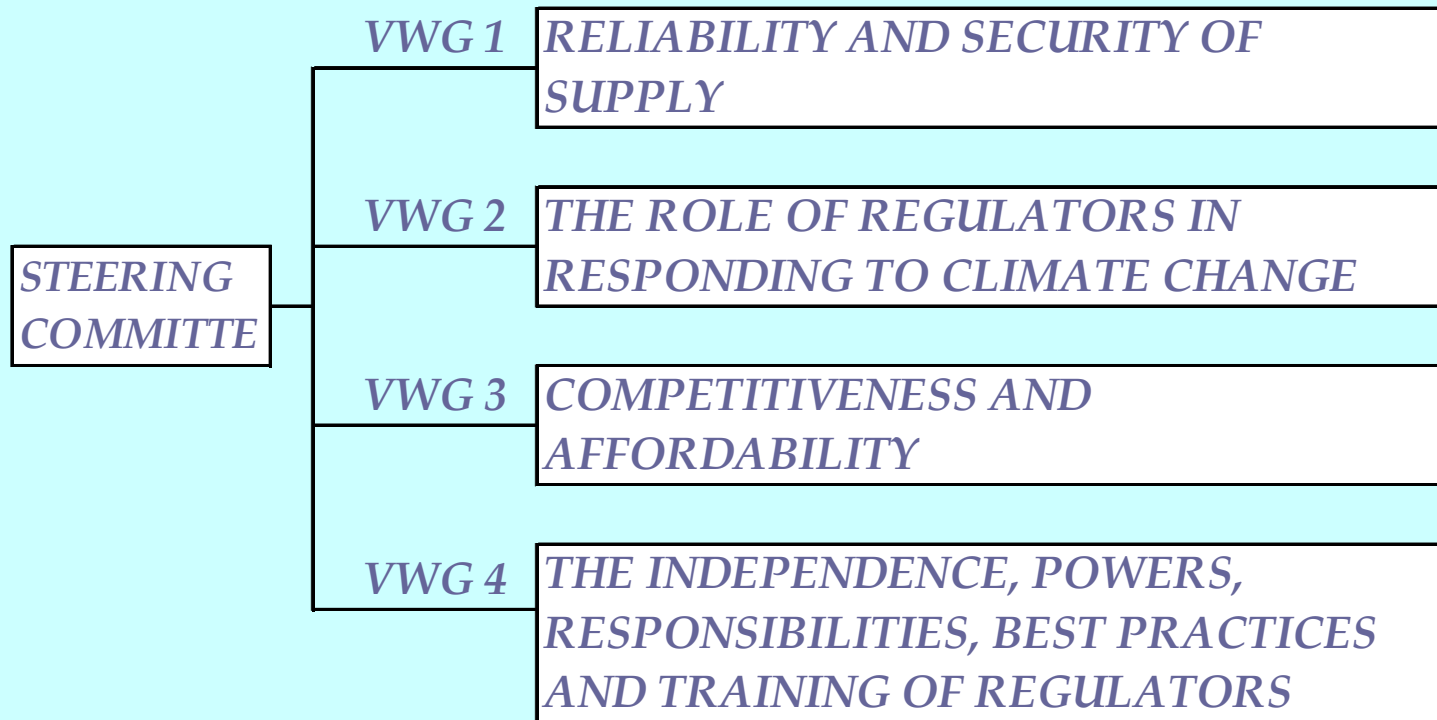 VWG 1
RELIABILITY AND SECURITY OF
SUPPLY
VWG 2
THE ROLE OF REGULATORS IN
RESPONDING TO CLIMATE CHANGE
STEERING
COMMITTE
VWG 3
COMPETITIVENESS AND
AFFORDABILITY
VWG 4
THE INDEPENDENCE, POWERS,
RESPONSIBILITIES, BEST PRACTICES
AND TRAINING OF REGULATORS